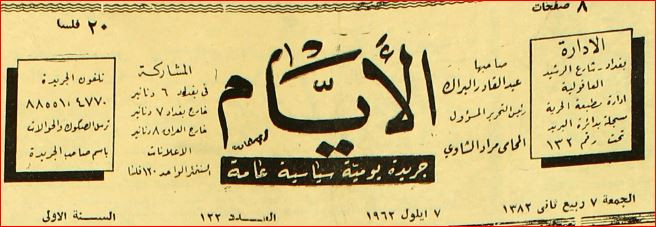 ٨ صفحات
٢٠ فلسا
الادارة
بغداد - شارع الرشيد
العاقولية
ادارة مطبعة الحرية
مسجلة بدائرة البريد
تحت رقم ١٣٢
صاحبها
عبد القادر البراك
رئيس التحرير المسؤول
المحامي مراد الشاوي
الأيّام
جريدة يومية سياسية عامة
المشاركة
في بغداد ٦ دنانير
خارج بغداد ٧ دنانير
خارج العراق ٨ دنانير
الاعلانات
السنتمتر الواحد ١٢٠ فلسا
تلفون الجريدة
ترسل الصكوك والحوالات
باسم صاحب الجريدة
الجمعة ٧ ربيع ثاني ١٣٨٢
٧ ايلول ١٩٦٢
العدد ١٢٢
السنة الاولى